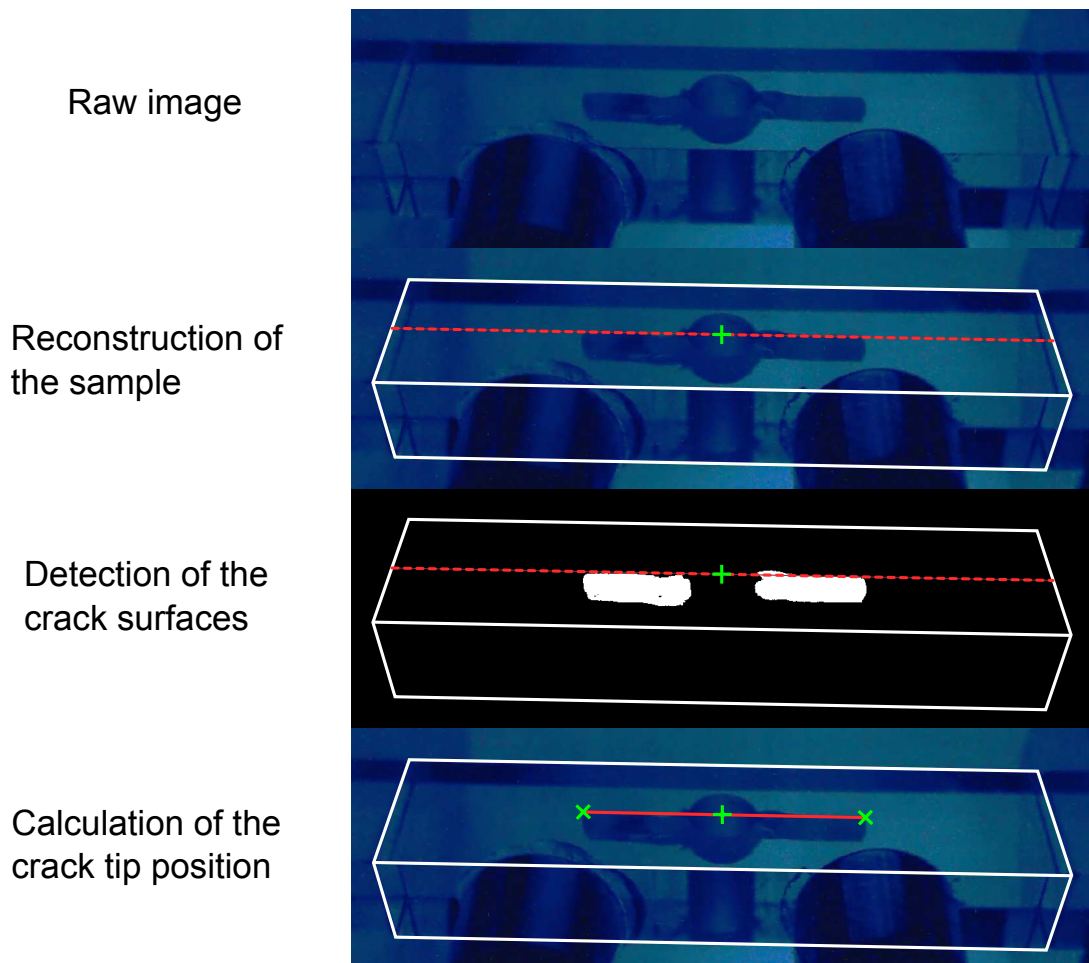 Raw image
Reconstruction of
the sample
Detection of the
crack surfaces
Calculation of the
crack tip position